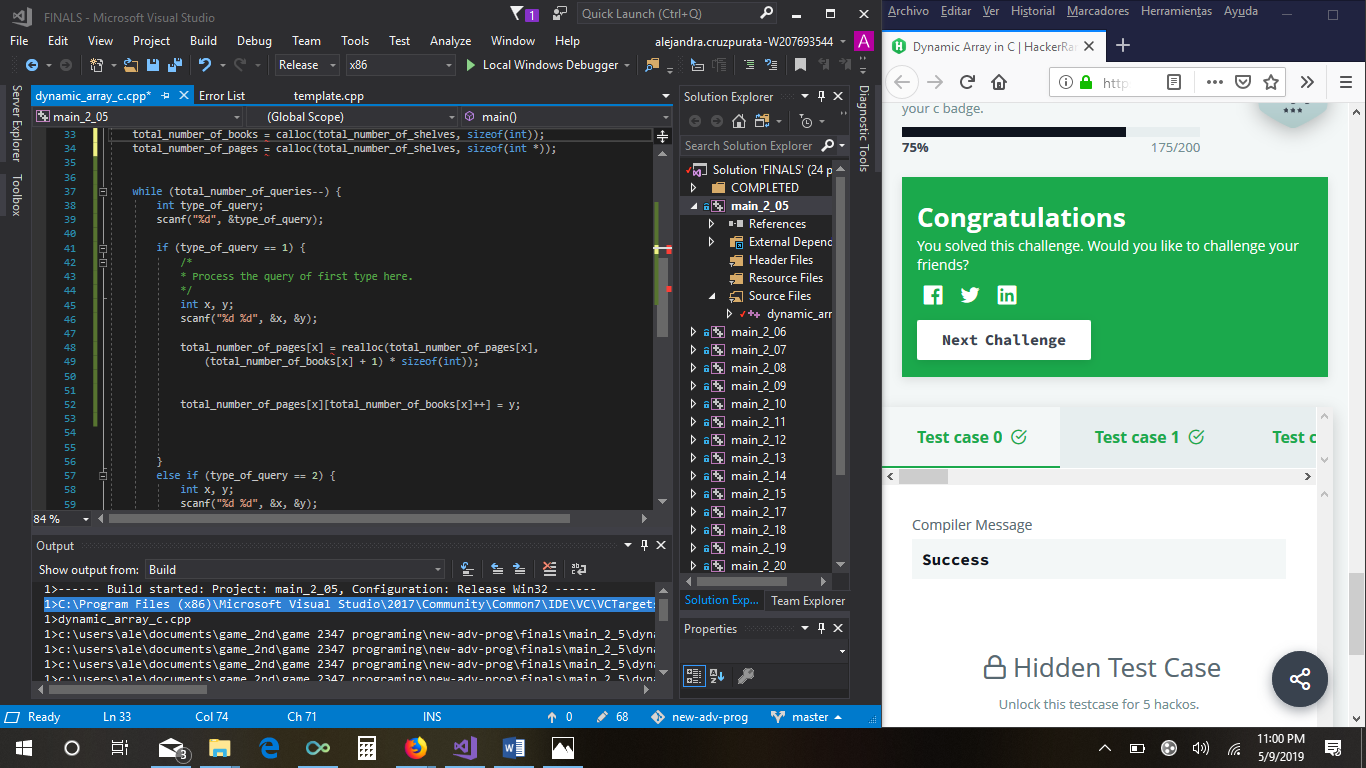 FINALS - Microsoft Visual Studio
1
Quick Launch (Ctrl+Q)
File Edit View Project Build Debug Team Tools Test Analyze Window Help
alejandra.cruzpurata-W207693544
A
Release x86 Local Windows Debugger
Server Explorer
Toolbox
dynamic_array_c.cpp* Error List template.cpp
main_2_05 (Global Scope) main()
33 total_number_of_books = calloc(total_number_of_shelves, sizeof(int));
34 total_number_of_pages = calloc(total_number_of_shelves, sizeof(int *));
35
36
37 while (total_number_of_queries--) {
38 int type_of_query;
39 scanf("%d", &type_of_query);
40
41 if (type_of_query == 1) {
42 /*
43 * Process the query of first type here.
44 */
45 int x, y;
46 scanf("%d %d", &x, &y);
47
48 total_number_of_pages[x] = realloc(total_number_of_pages[x],
49 (total_number_of_books[x] + 1) * sizeof(int));
50
51
52 total_number_of_pages[x][total_number_of_books[x]++] = y;
53
54
55
56 }
57 else if (type_of_query == 2) {
58 int x, y;
59 scanf("%d %d", &x, &y);
84 %
Output
Show output from: Build
1>------ Build started: Project: main_2_05, Configuration: Release Win32 ------
1>C:\Program Files (x86)\Microsoft Visual Studio\2017\Community\Common7\IDE\VC\VCTargets
1>dynamic_array_c.cpp
1>c:\users\ale\documents\game_2nd\game 2347 programing\new-adv-prog\finals\main_2_5\dyna
1>c:\users\ale\documents\game_2nd\game 2347 programing\new-adv-prog\finals\main_2_5\dyna
1>c:\users\ale\documents\game_2nd\game 2347 programing\new-adv-prog\finals\main_2_5\dyna
1>c:\users\ale\documents\game_2nd\game 2347 programing\new-adv-prog\finals\main_2_5\dyna
Solution Explorer
Search Solution Explorer
Solution 'FINALS' (24 p
COMPLETED
main_2_05
References
External Depend
Header Files
Resource Files
Source Files
dynamic_arr
main_2_06
main_2_07
main_2_08
main_2_09
main_2_10
main_2_11
main_2_12
main_2_13
main_2_14
main_2_15
main_2_17
main_2_18
main_2_19
main_2_20
Solution Exp... Team Explorer
Properties
Diagnostic Tools
Ready Ln 33 Col 74 Ch 71 INS 0 68 new-adv-prog master
Archivo Editar Ver Historial Marcadores Herramientas Ayuda
Dynamic Array in C | HackerRa
http
your c badge.
75% 175/200
Congratulations
You solved this challenge. Would you like to challenge your
friends?
Next Challenge
Test case 0 Test case 1 Test c
Compiler Message
Success
Hidden Test Case
Unlock this testcase for 5 hackos.
3
11:00 PM
5/9/2019
3